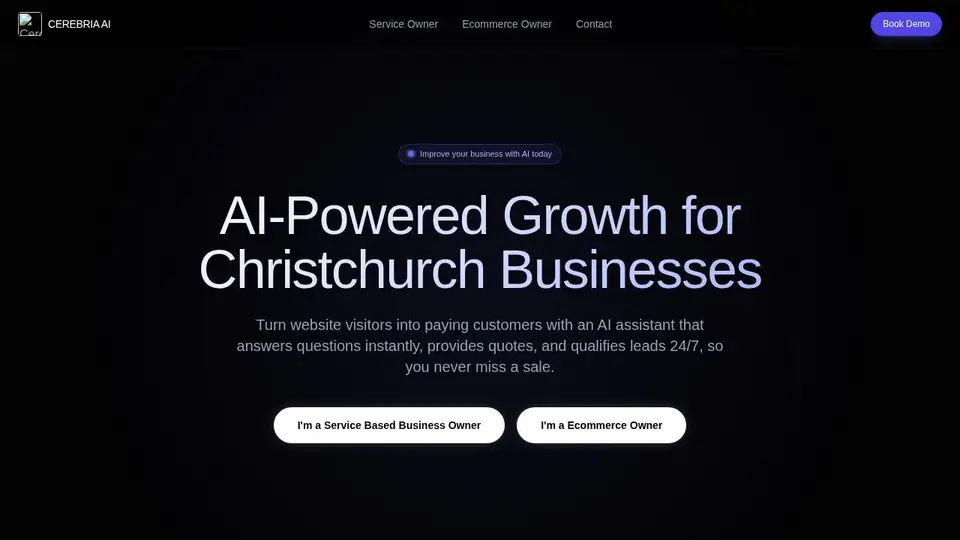 CEREBRIA AI
Service Owner
Ecommerce Owner
Contact
Book Demo
Improve your business with AI today
AI-Powered Growth for
Christchurch Businesses
Turn website visitors into paying customers with an AI assistant that
answers questions instantly, provides quotes, and qualifies leads 24/7, so
you never miss a sale.
I'm a Service Based Business Owner
I'm a Ecommerce Owner